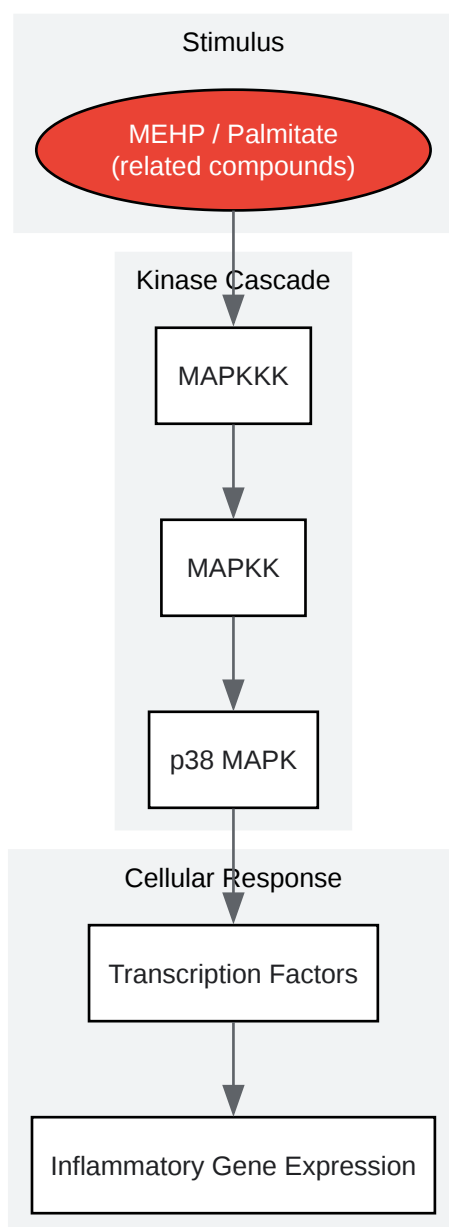 Stimulus
MEHP / Palmitate
(related compounds)
Kinase Cascade
MAPKKK
MAPKK
p38 MAPK
Cellular Response
Transcription Factors
Inflammatory Gene Expression